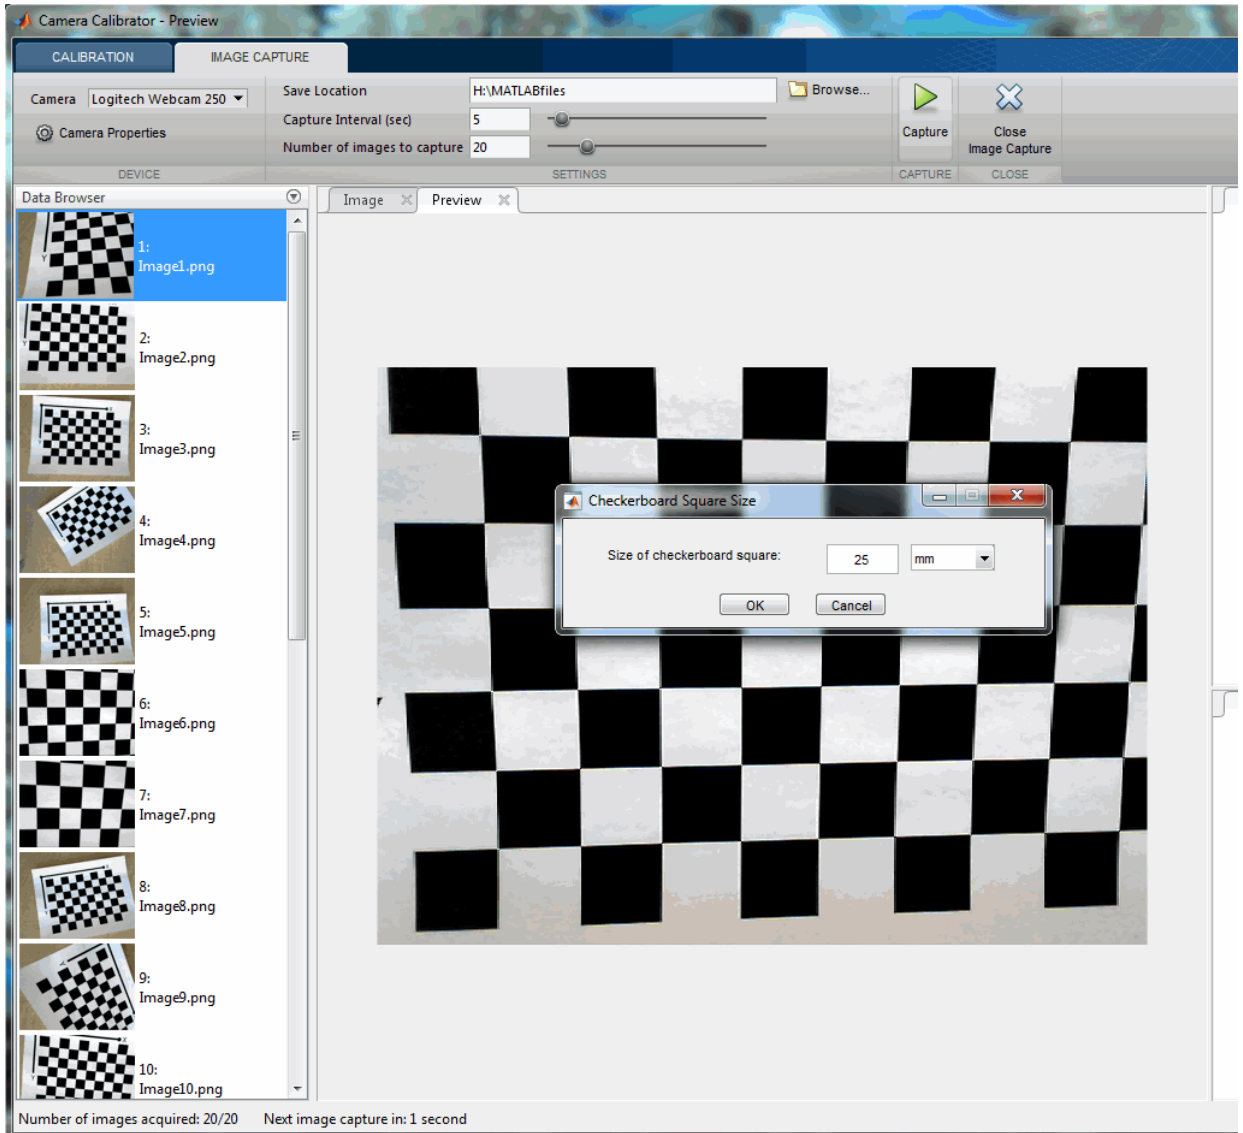 Camera Calibrator - Preview
CALIBRATION
IMAGE CAPTURE
Camera
Logitech Webcam 250
Camera Properties
DEVICE
Save Location
H:\MATLABfiles
Browse...
Capture Interval (sec)
5
Number of images to capture
20
SETTINGS
Capture
CAPTURE
Close
Image Capture
CLOSE
Data Browser
Image
Preview
1:
Image1.png
2:
Image2.png
3:
Image3.png
4:
Image4.png
5:
Image5.png
6:
Image6.png
7:
Image7.png
8:
Image8.png
9:
Image9.png
10:
Image10.png
Checkerboard Square Size
Size of checkerboard square:
25
mm
OK
Cancel
Number of images acquired: 20/20
Next image capture in: 1 second